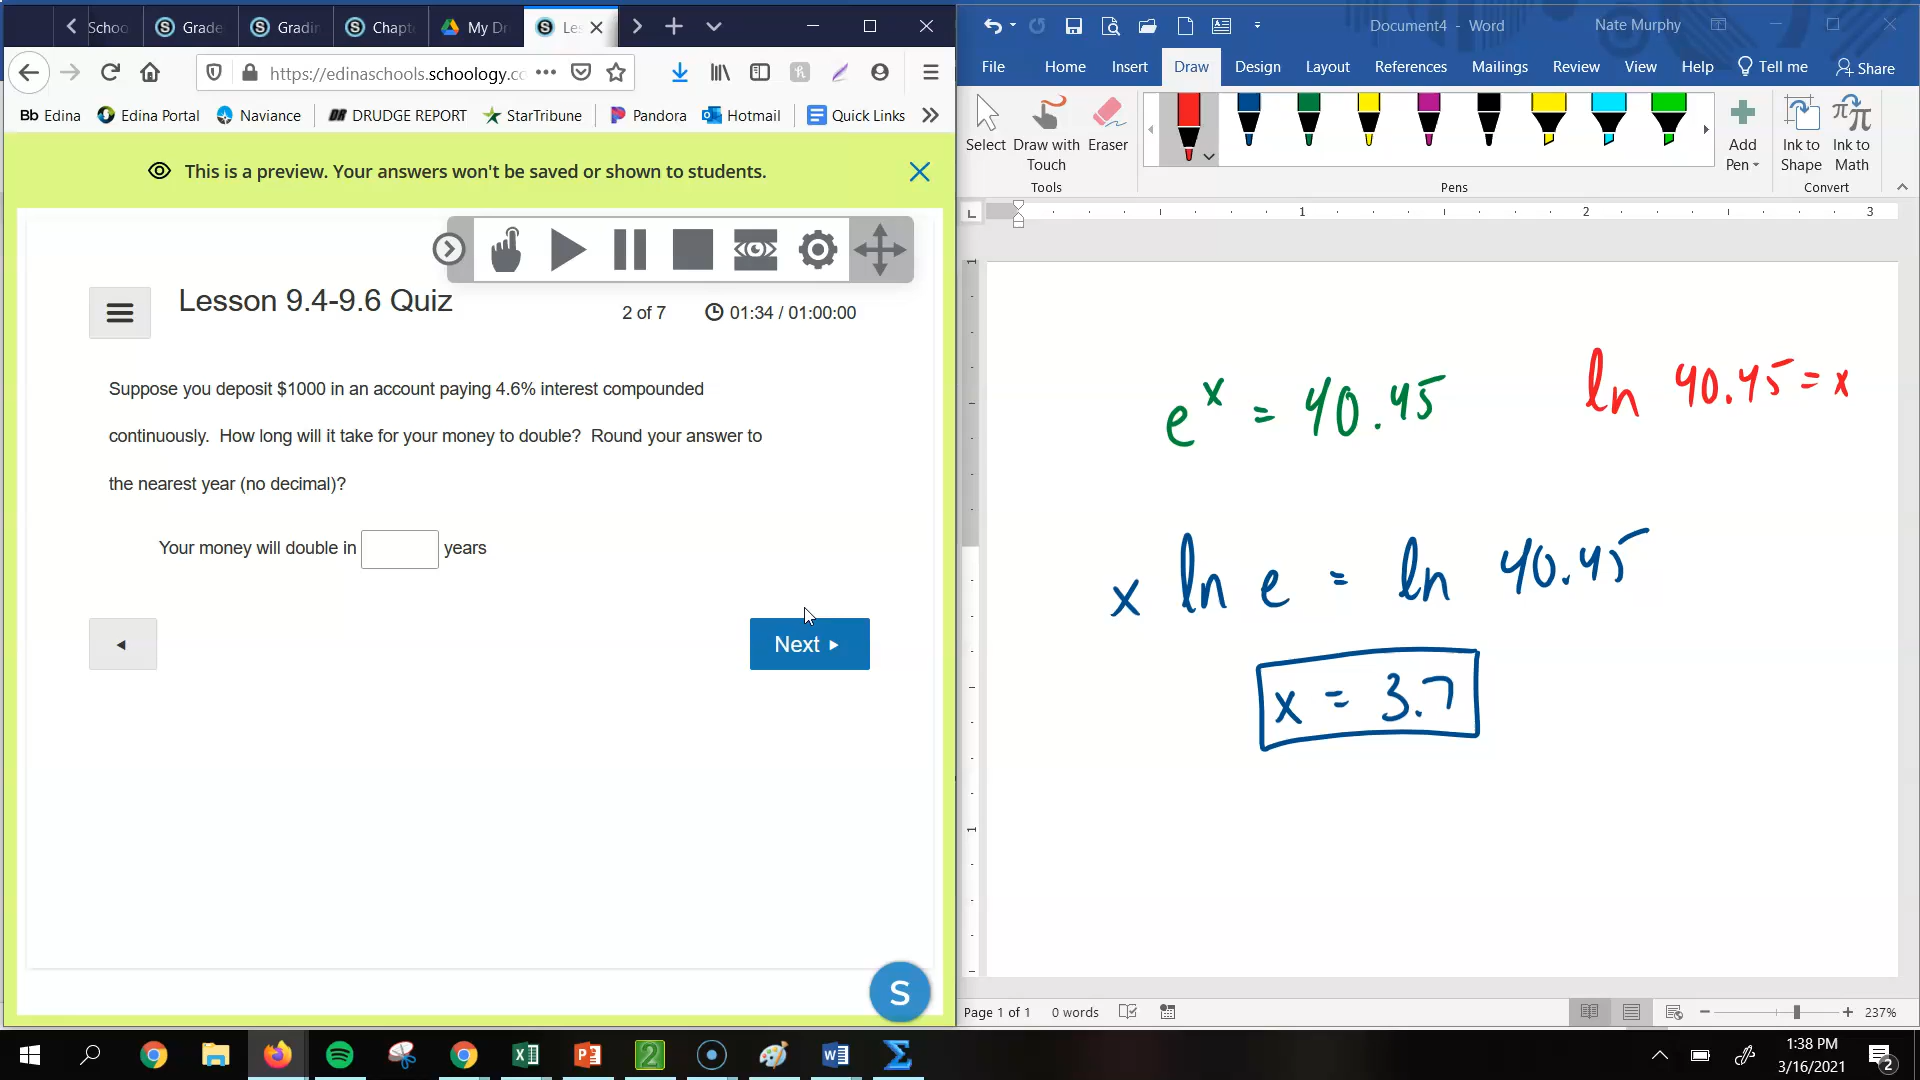 Schoo
Grade
Gradin
Chapt
My Dr
Les
https://edinaschools.schoology.co
Bb Edina
Edina Portal
Naviance
DR DRUDGE REPORT
StarTribune
Pandora
Hotmail
Quick Links
This is a preview. Your answers won't be saved or shown to students.
Lesson 9.4-9.6 Quiz
2 of 7
01:34 / 01:00:00
Suppose you deposit $1000 in an account paying 4.6% interest compounded
continuously. How long will it take for your money to double? Round your answer to
the nearest year (no decimal)?
Your money will double in
years
Next
S
Document4 - Word
Nate Murphy
File Home Insert Draw Design Layout References Mailings Review View Help Tell me Share
Select
Draw with Touch
Eraser
Add Pen
Ink to Shape
Ink to Math
Tools
Pens
Convert
L
1 2 3
1
1
e^x = 40.45
ln 40.45 = x
x ln e = ln 40.45
x = 3.7
Page 1 of 1
0 words
237%
1:38 PM
3/16/2021
2